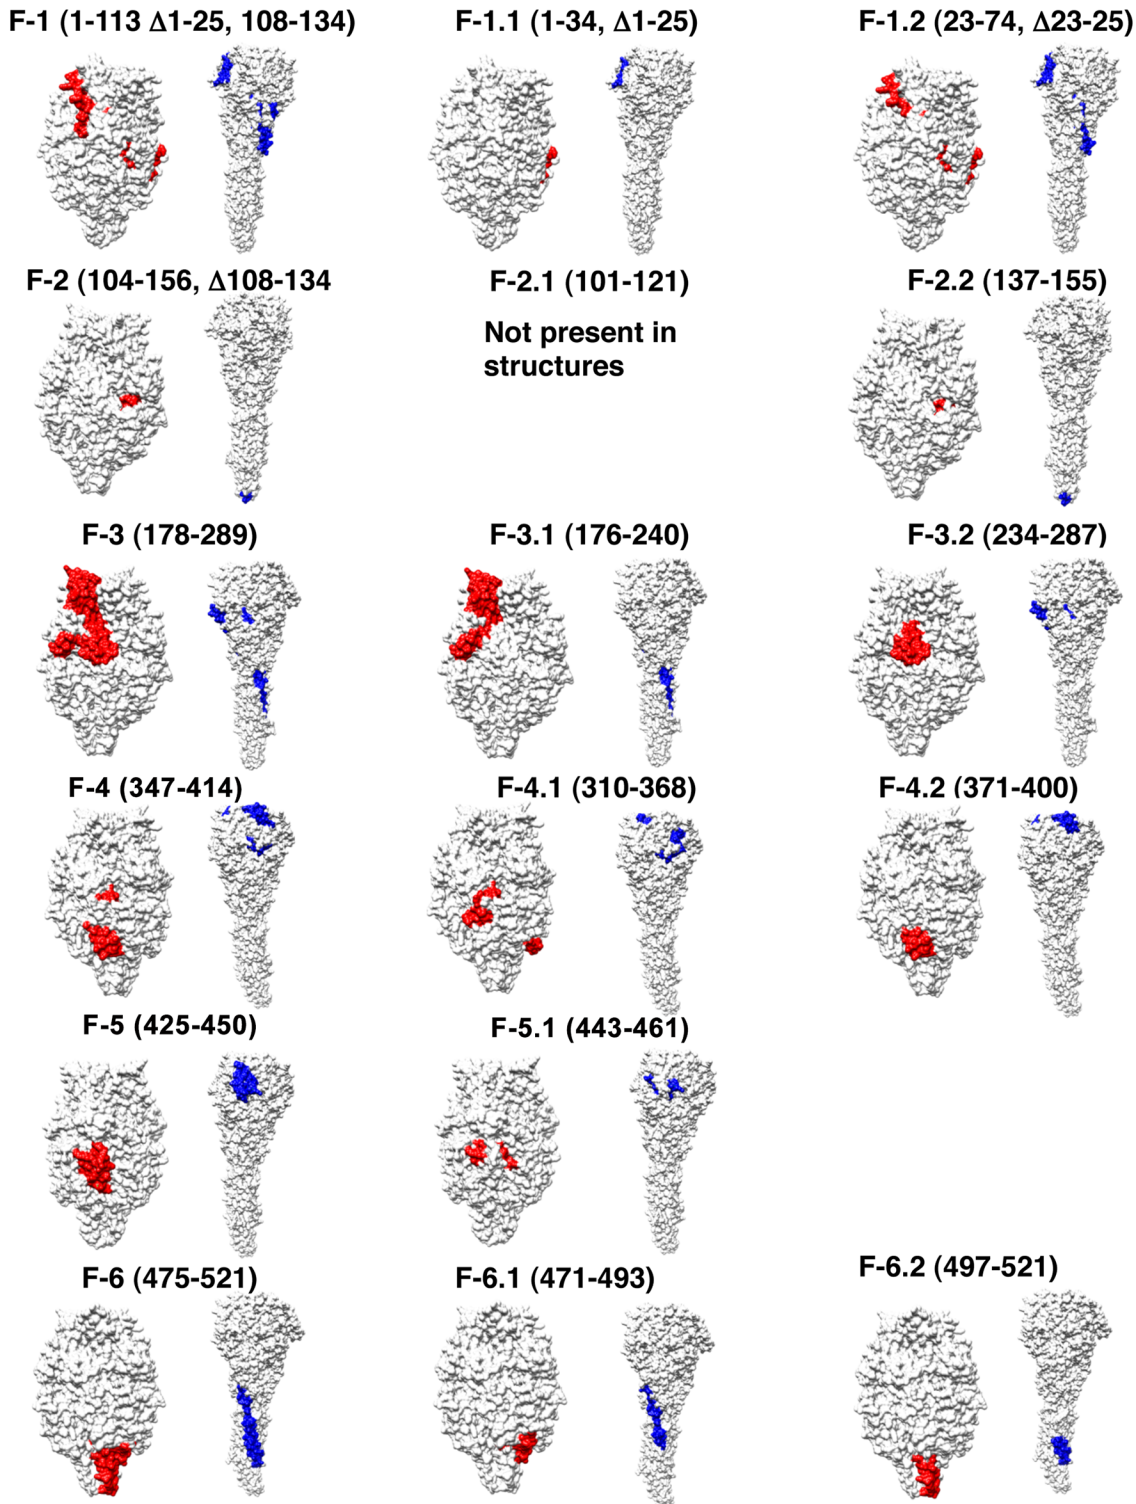 F-1 (1-113 Δ1-25, 108-134)
F-1.1 (1-34, Δ1-25)
F-1.2 (23-74, Δ23-25)
F-2 (104-156, Δ108-134
F-2.1 (101-121)
F-2.2 (137-155)
Not present in
structures
F-3 (178-289)
F-3.1 (176-240)
F-3.2 (234-287)
F-4 (347-414)
F-4.1 (310-368)
F-4.2 (371-400)
F-5 (425-450)
F-5.1 (443-461)
F-6 (475-521)
F-6.1 (471-493)
F-6.2 (497-521)